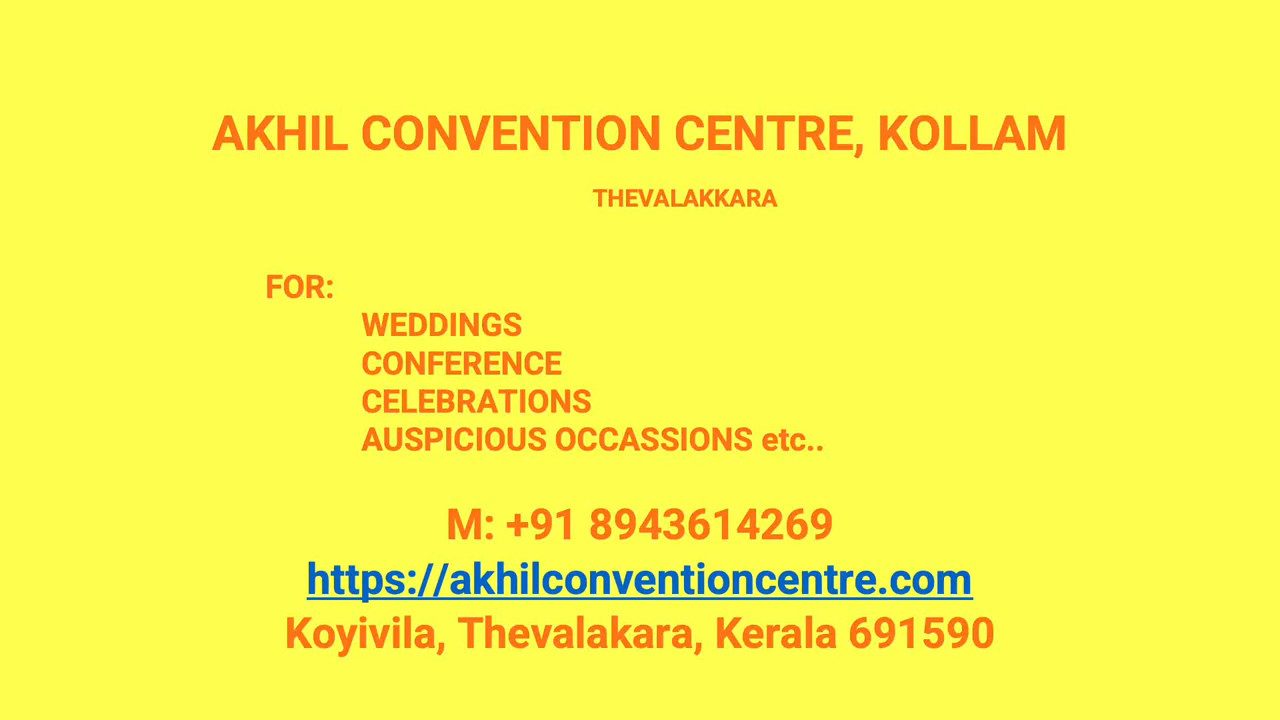 AKHIL CONVENTION CENTRE, KOLLAM
THEVALAKKARA
FOR:
WEDDINGS
CONFERENCE
CELEBRATIONS
AUSPICIOUS OCCASSIONS etc..
M: +91 8943614269
https://akhilconventioncentre.com
Koyivila, Thevalakara, Kerala 691590